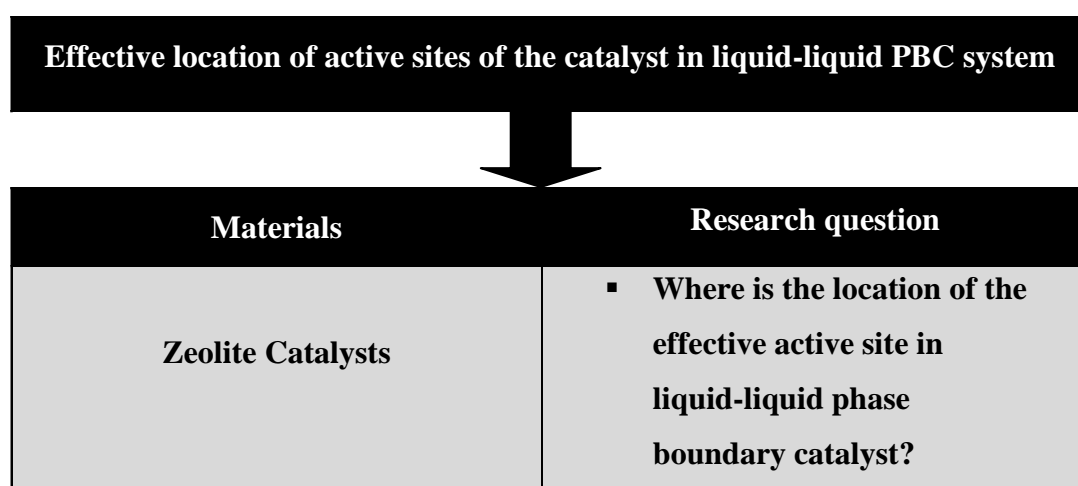 Effective location of active sites of the catalyst in liquid-liquid PBC system
Materials
Research question
Zeolite Catalysts
▪ Where is the location of the
effective active site in
liquid-liquid phase
boundary catalyst?